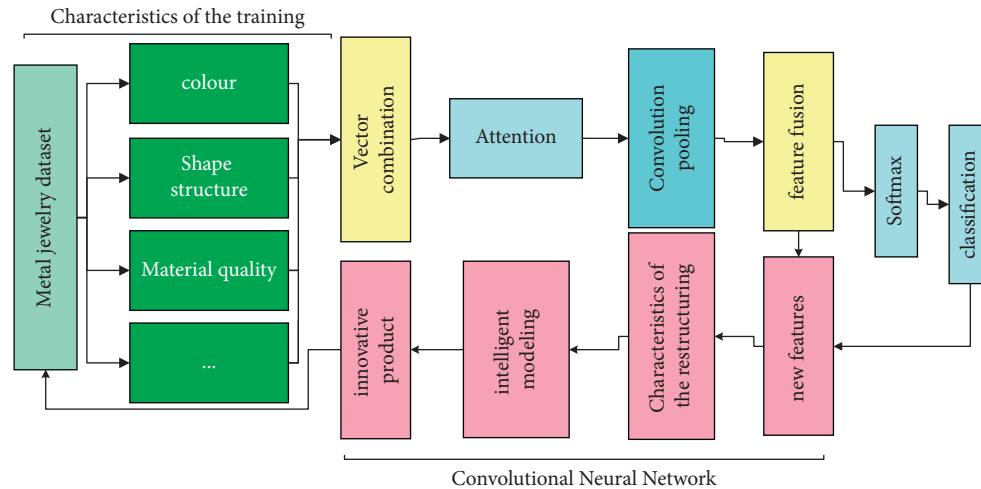 Characteristics of the training
Metal jewelry dataset
colour
Shape
structure
Material quality
...
Vector
combination
Attention
Convolution
pooling
feature fusion
Softmax
classification
innovative
product
intelligent
modeling
Characteristics of
the restructuring
new features
Convolutional Neural Network